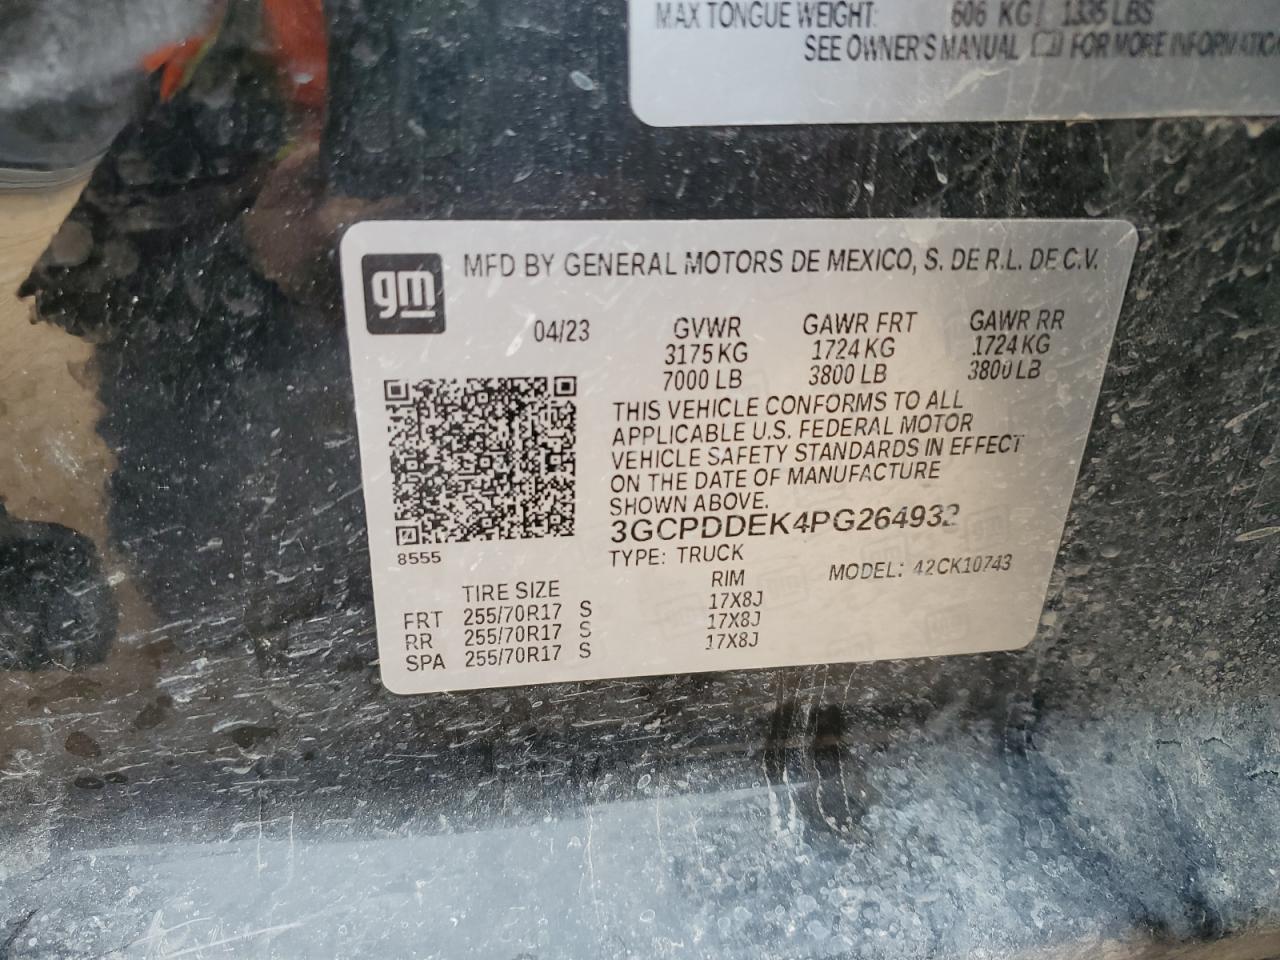 MAX TONGUE WEIGHT: 606 KG / 1335 LBS
SEE OWNER'S MANUAL FOR MORE INFORMATION
gm
MFD BY GENERAL MOTORS DE MEXICO, S. DE R.L. DE C.V.
04/23
GVWR GAWR FRT GAWR RR
3175 KG 1724 KG 1724 KG
7000 LB 3800 LB 3800 LB
THIS VEHICLE CONFORMS TO ALL
APPLICABLE U.S. FEDERAL MOTOR
VEHICLE SAFETY STANDARDS IN EFFECT
ON THE DATE OF MANUFACTURE
SHOWN ABOVE.
3GCPDDEK4PG264932
8555
TYPE: TRUCK MODEL: 42CK10743
TIRE SIZE RIM
FRT 255/70R17 S 17X8J
RR 255/70R17 S 17X8J
SPA 255/70R17 S 17X8J